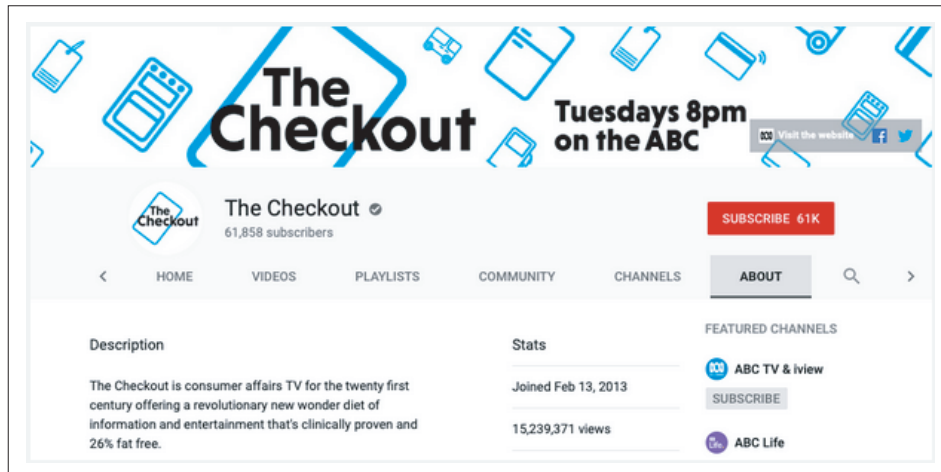 The
Checkout
Tuesdays 8pm
on the ABC
Visit the website
The
Checkout
The Checkout
61,858 subscribers
SUBSCRIBE 61K
HOME VIDEOS PLAYLISTS COMMUNITY CHANNELS ABOUT
Description
The Checkout is consumer affairs TV for the twenty first
century offering a revolutionary new wonder diet of
information and entertainment that's clinically proven and
26% fat free.
Stats
Joined Feb 13, 2013
15,239,371 views
FEATURED CHANNELS
ABC TV & iview
SUBSCRIBE
ABC Life